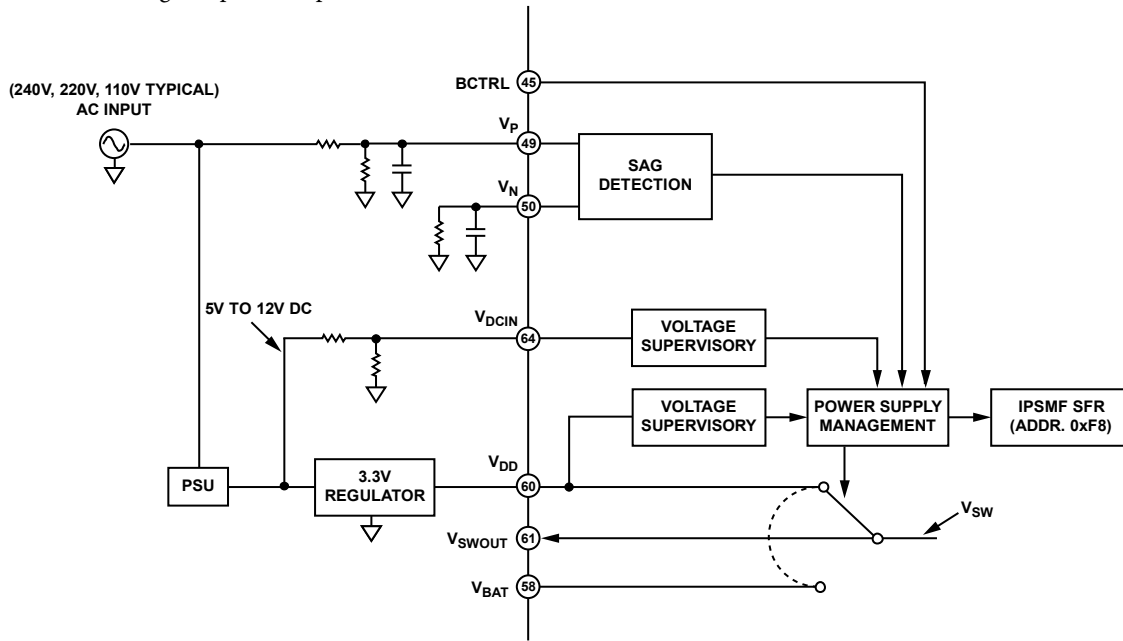 (240V, 220V, 110V TYPICAL)
AC INPUT
BCTRL
45
VP
49
SAG
DETECTION
VN
50
5V TO 12V DC
VDCIN
64
VOLTAGE
SUPERVISORY
VOLTAGE
SUPERVISORY
POWER SUPPLY
MANAGEMENT
IPSMF SFR
(ADDR. 0xF8)
PSU
3.3V
REGULATOR
VDD
60
VSWOUT
61
VSW
VBAT
58